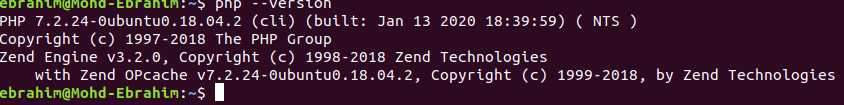 ebrahim@Mohd-Ebrahim:~$ php --version
PHP 7.2.24-0ubuntu0.18.04.2 (cli) (built: Jan 13 2020 18:39:59) ( NTS )
Copyright (c) 1997-2018 The PHP Group
Zend Engine v3.2.0, Copyright (c) 1998-2018 Zend Technologies
    with Zend OPcache v7.2.24-0ubuntu0.18.04.2, Copyright (c) 1999-2018, by Zend Technologies
ebrahim@Mohd-Ebrahim:~$